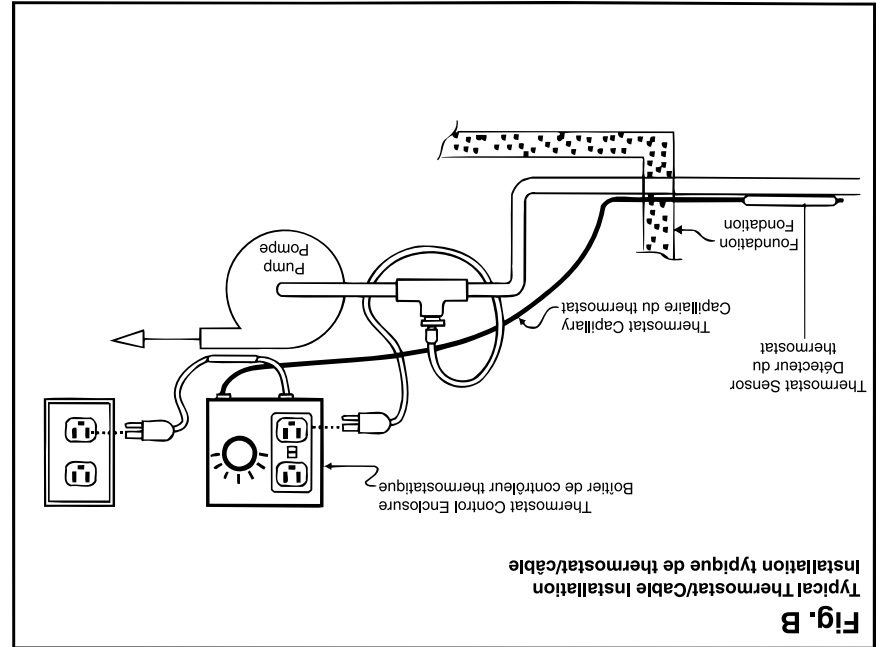 Fig. B
Typical Thermostat/Cable Installation
Installation typique de thermostat/câble
Thermostat Control Enclosure
Boîtier de contrôleur thermostatique
Thermostat Sensor
Détecteur du
thermostat
Thermostat Capillary
Capillaire du thermostat
Foundation
Fondation
Pump
Pompe